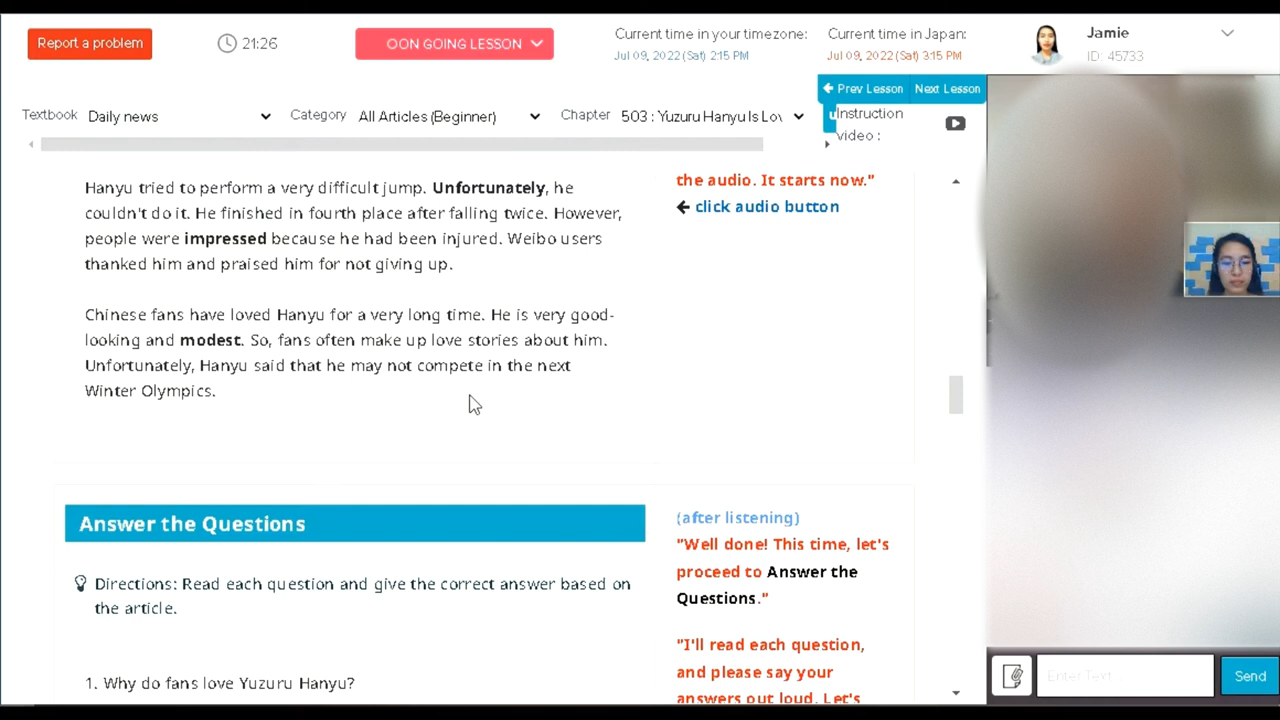 Report a problem
21:26
OON GOING LESSON
Current time in your timezone:
Jul 09, 2022 (Sat) 2:15 PM
Current time in Japan:
Jul 09, 2022 (Sat) 3:15 PM
Jamie
ID: 45733
Prev Lesson Next Lesson
Textbook Daily news
Category All Articles (Beginner)
Chapter 503 : Yuzuru Hanyu Is Lov
u
Instruction
video :
Hanyu tried to perform a very difficult jump. Unfortunately, he
couldn't do it. He finished in fourth place after falling twice. However,
people were impressed because he had been injured. Weibo users
thanked him and praised him for not giving up.
Chinese fans have loved Hanyu for a very long time. He is very good-
looking and modest. So, fans often make up love stories about him.
Unfortunately, Hanyu said that he may not compete in the next
Winter Olympics.
the audio. It starts now."
click audio button
Answer the Questions
Directions: Read each question and give the correct answer based on
the article.
1. Why do fans love Yuzuru Hanyu?
(after listening)
"Well done! This time, let's
proceed to Answer the
Questions."
"I'll read each question,
and please say your
answers out loud. Let's
Enter Text
Send